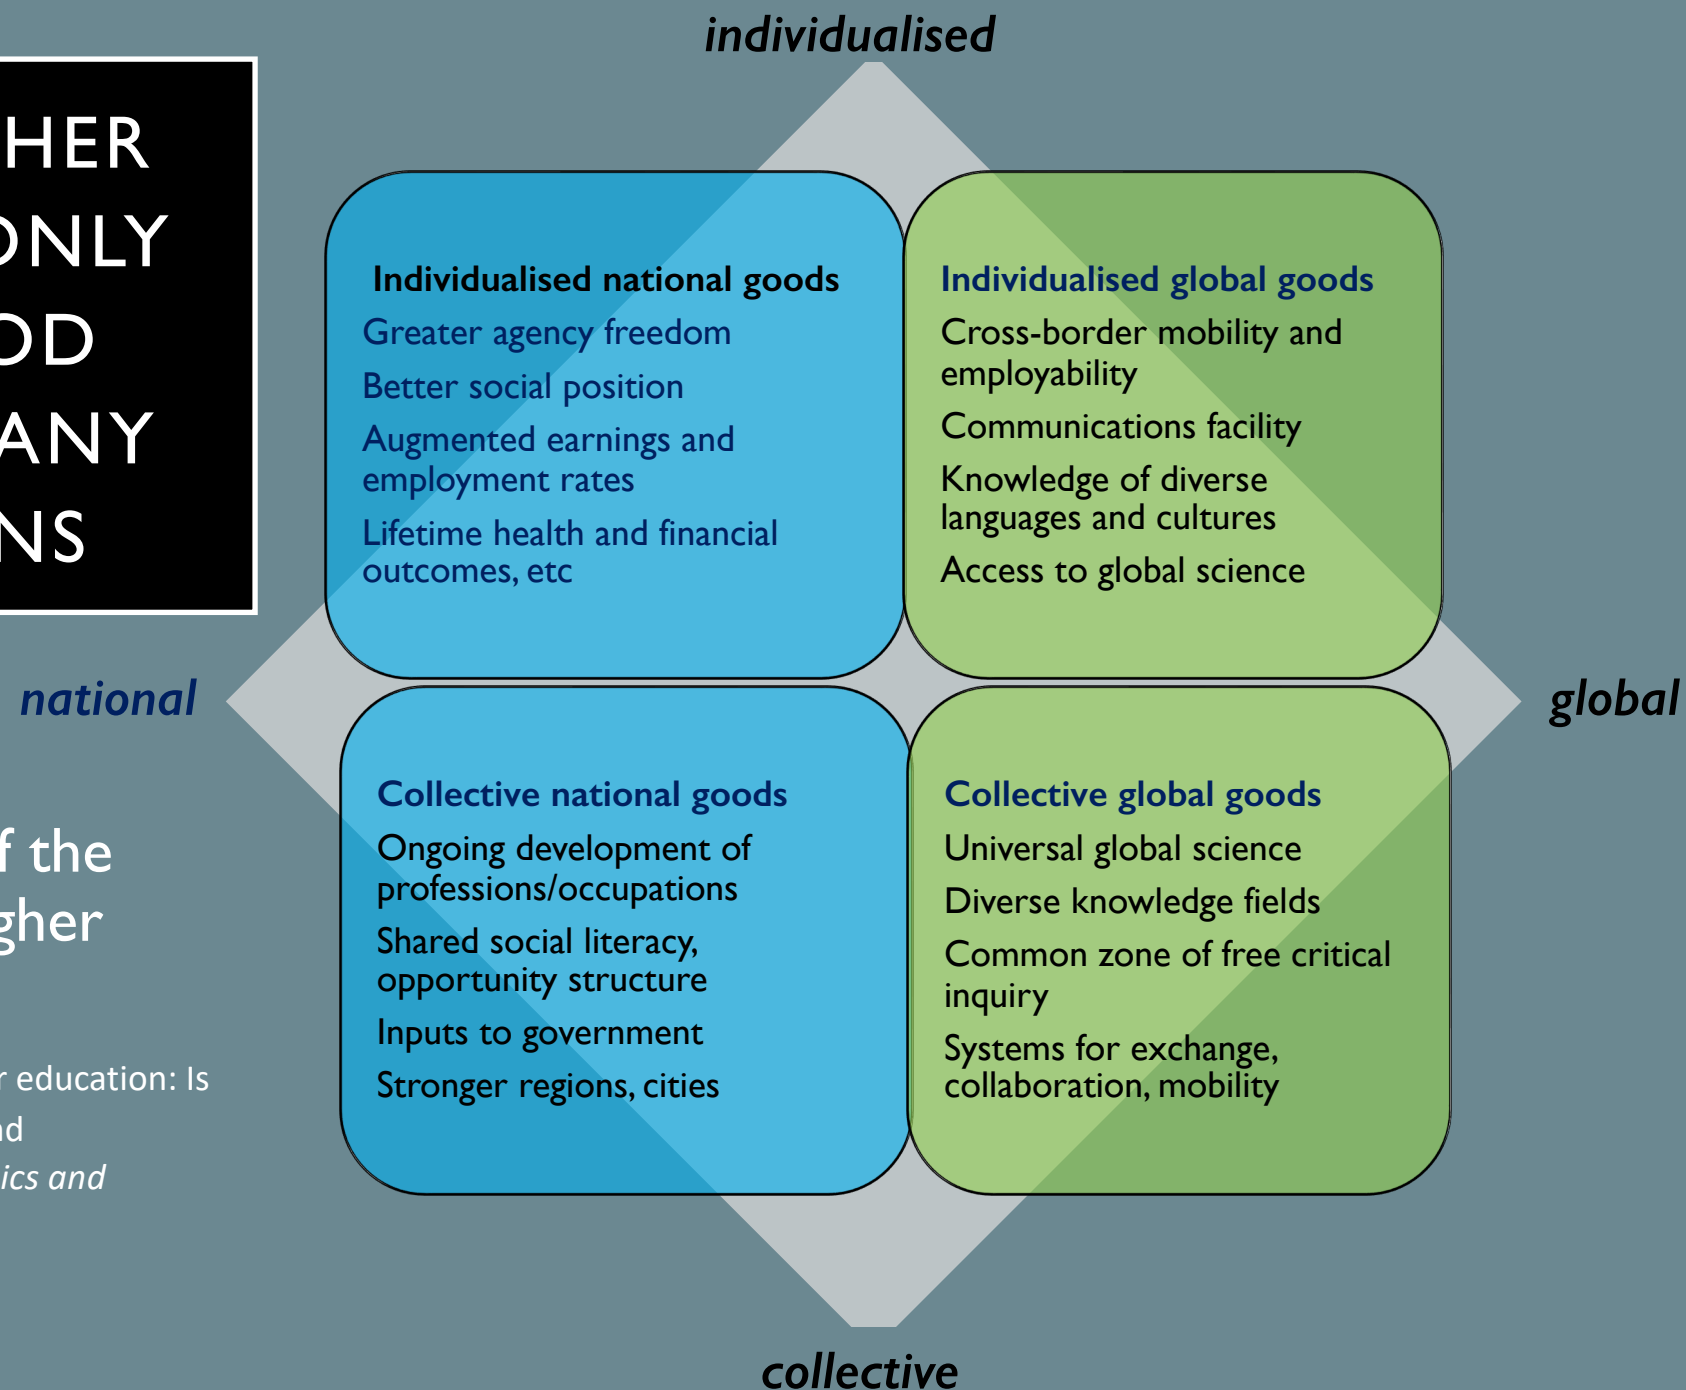 individualised
HER
ONLY
OD
ANY
NS
Individualised national goods
Greater agency freedom
Better social position
Augmented earnings and
employment rates
Lifetime health and financial
outcomes, etc
Individualised global goods
Cross-border mobility and
employability
Communications facility
Knowledge of diverse
languages and cultures
Access to global science
national
global
f the
gher
r education: Is
nd
ics and
Collective national goods
Ongoing development of
professions/occupations
Shared social literacy,
opportunity structure
Inputs to government
Stronger regions, cities
Collective global goods
Universal global science
Diverse knowledge fields
Common zone of free critical
inquiry
Systems for exchange,
collaboration, mobility
collective